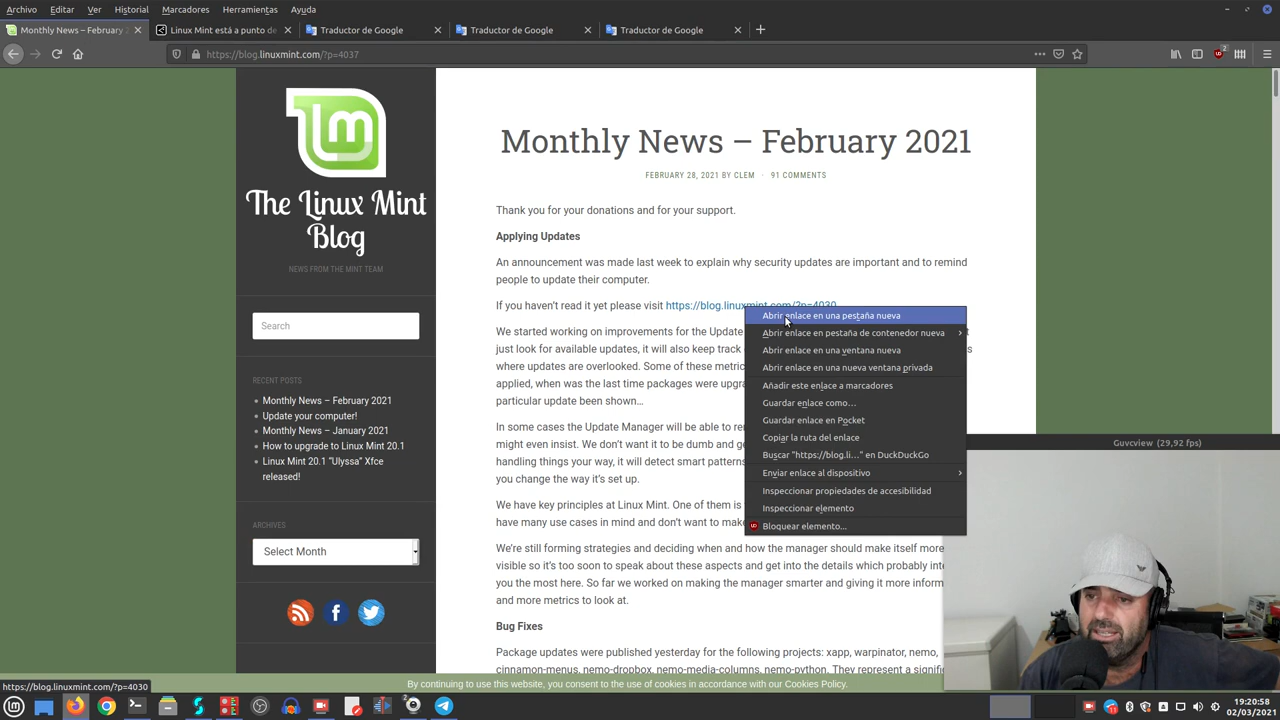 Archivo Editar Ver Historial Marcadores Herramientas Ayuda
Monthly News – February 2
Linux Mint está a punto de
Traductor de Google
Traductor de Google
Traductor de Google
https://blog.linuxmint.com/?p=4037
2
lm
The Linux Mint
Blog
NEWS FROM THE MINT TEAM
Search
RECENT POSTS
Monthly News – February 2021
Update your computer!
Monthly News – January 2021
How to upgrade to Linux Mint 20.1
Linux Mint 20.1 “Ulyssa” Xfce
released!
ARCHIVES
Select Month
Monthly News – February 2021
FEBRUARY 28, 2021 BY CLEM · 91 COMMENTS
Thank you for your donations and for your support.
Applying Updates
An announcement was made last week to explain why security updates are important and to remind
people to update their computer.
If you haven’t read it yet please visit https://blog.linuxmint.com/?p=4030
We started working on improvements for the Update
just look for available updates, it will also keep track
where updates are overlooked. Some of these metric
applied, when was the last time packages were upgra
particular update been shown…
In some cases the Update Manager will be able to re
might even insist. We don’t want it to be dumb and ge
handling things your way, it will detect smart patterns
you change the way it’s set up.
We have key principles at Linux Mint. One of them is
have many use cases in mind and don’t want to make
We’re still forming strategies and deciding when and how the manager should make itself more
visible so it’s too soon to speak about these aspects and get into the details which probably inte
you the most here. So far we worked on making the manager smarter and giving it more inform
and more metrics to look at.
Bug Fixes
Package updates were published yesterday for the following projects: xapp, warpinator, nemo,
cinnamon-menus, nemo-dropbox, nemo-media-columns, nemo-python. They represent a signifi
Abrir enlace en una pestaña nueva
Abrir enlace en pestaña de contenedor nueva
Abrir enlace en una ventana nueva
Abrir enlace en una nueva ventana privada
Añadir este enlace a marcadores
Guardar enlace como…
Guardar enlace en Pocket
Copiar la ruta del enlace
Buscar "https://blog.li…" en DuckDuckGo
Enviar enlace al dispositivo
Inspeccionar propiedades de accesibilidad
Inspeccionar elemento
Bloquear elemento...
Guvcview (29,92 fps)
https://blog.linuxmint.com/?p=4030
By continuing to use this website, you consent to the use of cookies in accordance with our Cookies Policy.
19:20:58
02/03/2021